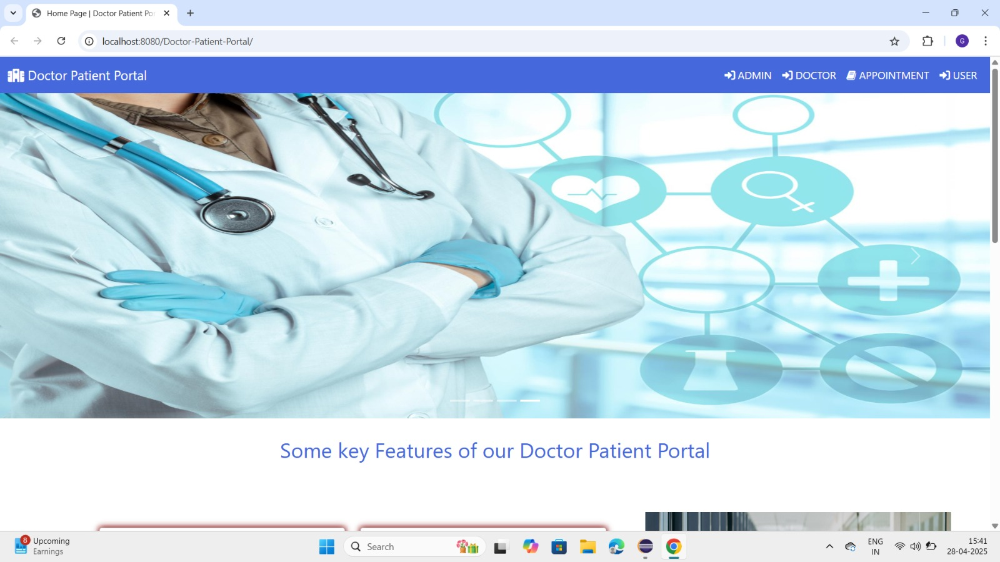 Home Page | Doctor Patient Po
localhost:8080/Doctor-Patient-Portal/
G
Doctor Patient Portal
ADMIN
DOCTOR
APPOINTMENT
USER
Some key Features of our Doctor Patient Portal
8
Upcoming
Earnings
Search
ENG
IN
15:41
28-04-2025